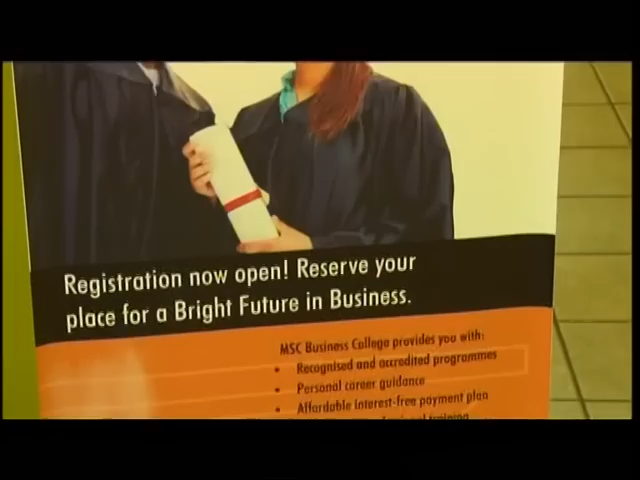 Registration now open! Reserve your
place for a Bright Future in Business.
MSC Business College provides you with:
• Recognised and accredited programmes
• Personal career guidance
• Affordable interest-free payment plan
training